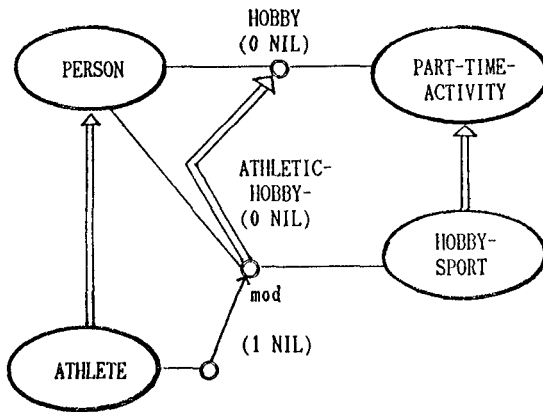 HOBBY
(0 NIL)
PERSON
PART-TIME-
ACTIVITY
ATHLETIC-
HOBBY-
(0 NIL)
HOBBY-
SPORT
mod
(1 NIL)
ATHLETE